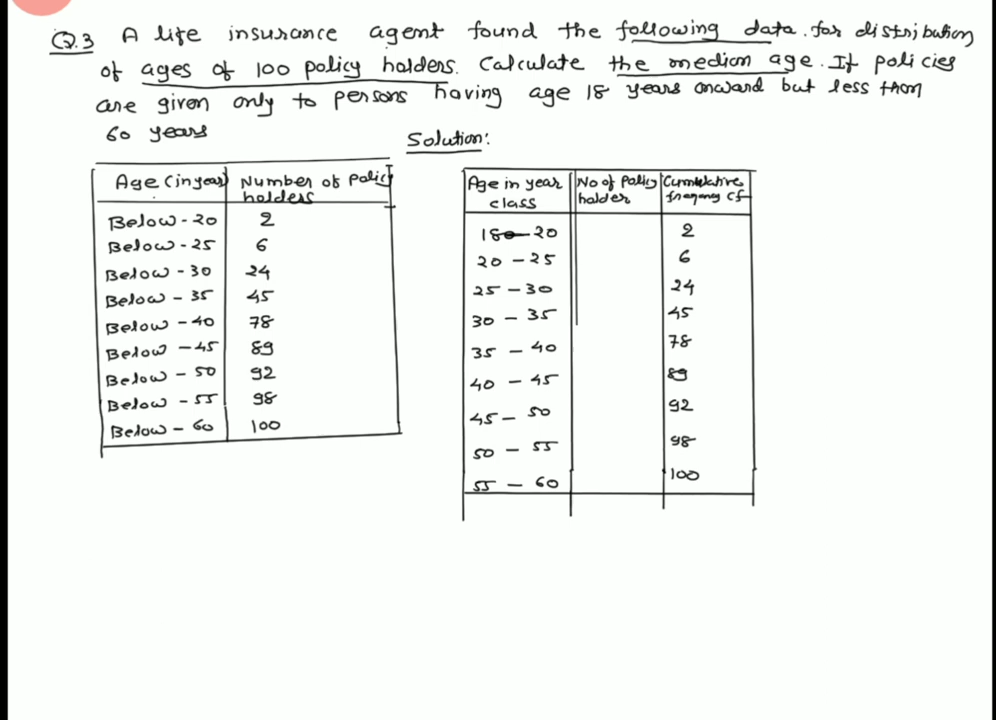 Q.3 A life insurance agent found the following data. for distribution
of ages of 100 policy holders. Calculate the median age. If policies
are given only to persons having age 18 years onward but less than
60 years
Solution:
Age (in year) Number of policy holders
Below-20 2
Below-25 6
Below-30 24
Below-35 45
Below-40 78
Below-45 89
Below-50 92
Below-55 98
Below-60 100
Age in year class No of Policy holder Cumulative frequency cf
18-20 2
20-25 6
25-30 24
30-35 45
35-40 78
40-45 89
45-50 92
50-55 98
55-60 100